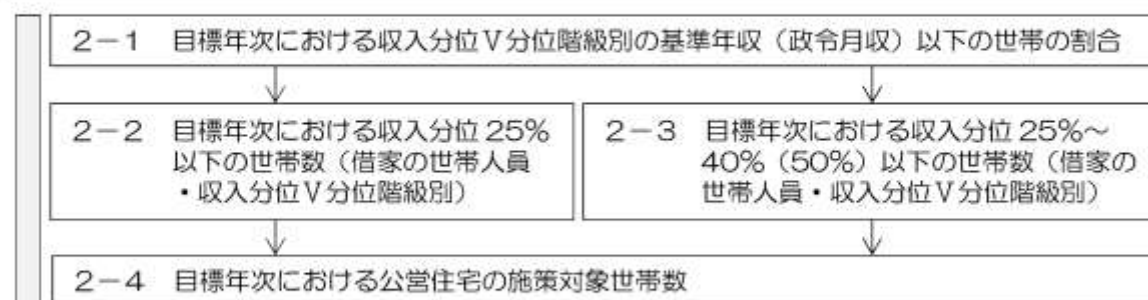 2－1　目標年次における収入分位Ⅴ分位階級別の基準年収（政令月収）以下の世帯の割合
2－2　目標年次における収入分位 25%
以下の世帯数（借家の世帯人員
・収入分位Ⅴ分位階級別）
2－3　目標年次における収入分位 25%～
40%（50%）以下の世帯数（借家の
世帯人員・収入分位Ⅴ分位階級別）
2－4　目標年次における公営住宅の施策対象世帯数